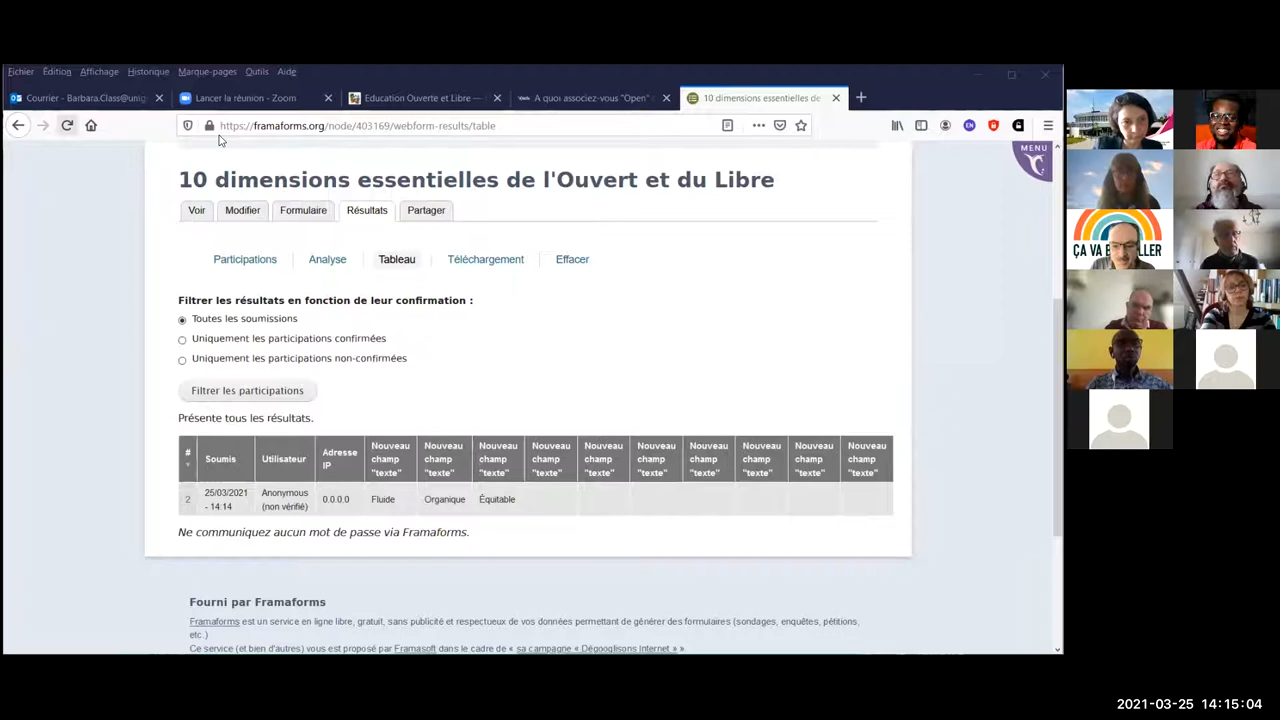 Fichier Édition Affichage Historique Marque-pages Outils Aide
Courrier - Barbara.Class@unig
Lancer la réunion - Zoom
Education Ouverte et Libre —
A quoi associez-vous "Open"
10 dimensions essentielles de
https://framaforms.org/node/403169/webform-results/table
EN
MENU
10 dimensions essentielles de l'Ouvert et du Libre
Voir Modifier Formulaire Résultats Partager
Participations Analyse Tableau Téléchargement Effacer
Filtrer les résultats en fonction de leur confirmation :
Toutes les soumissions
Uniquement les participations confirmées
Uniquement les participations non-confirmées
Filtrer les participations
Présente tous les résultats.
# Soumis Utilisateur Adresse IP Nouveau champ "texte" Nouveau champ "texte" Nouveau champ "texte" Nouveau champ "texte" Nouveau champ "texte" Nouveau champ "texte" Nouveau champ "texte" Nouveau champ "texte" Nouveau champ "texte" Nouveau champ "texte"
2 25/03/2021 - 14:14 Anonymous (non vérifié) 0.0.0.0 Fluide Organique Équitable
Ne communiquez aucun mot de passe via Framaforms.
Fourni par Framaforms
Framaforms est un service en ligne libre, gratuit, sans publicité et respectueux de vos données permettant de générer des formulaires (sondages, enquêtes, pétitions,
etc.)
Ce service (et bien d'autres) vous est proposé par Framasoft dans le cadre de « sa campagne « Dégooglisons Internet » ».
ÇA VA B LLER
2021-03-25 14:15:04